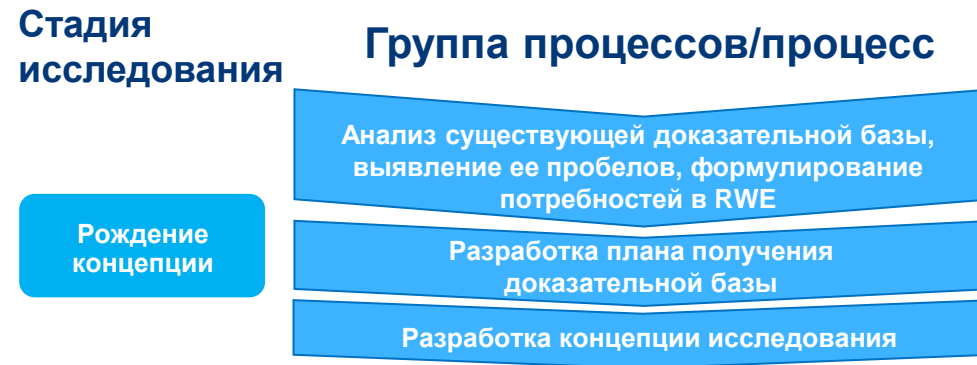 Стадия
исследования
Группа процессов/процесс
Анализ существующей доказательной базы,
выявление ее пробелов, формулирование
потребностей в RWE
Рождение
концепции
Разработка плана получения
доказательной базы
Разработка концепции исследования